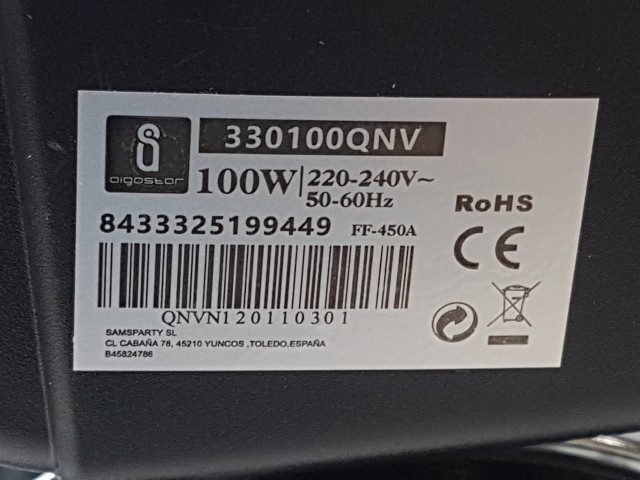 aigostar
330100QNV
100W 220-240V~
50-60Hz
8433325199449 FF-450A
RoHS
CE
QNVN120110301
SAMSPARTY SL
CL CABAÑA 78, 45210 YUNCOS ,TOLEDO,ESPAÑA
B45824786